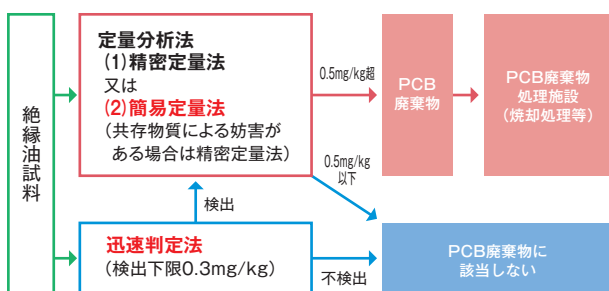 絶縁油試料
定量分析法
(1)精密定量法
又は
(2)簡易定量法
(共存物質による妨害が
ある場合は精密定量法)
0.5mg/kg超
PCB
廃棄物
PCB廃棄物
処理施設
(焼却処理等)
0.5mg/kg
以下
検出
迅速判定法
(検出下限0.3mg/kg)
不検出
PCB廃棄物に
該当しない